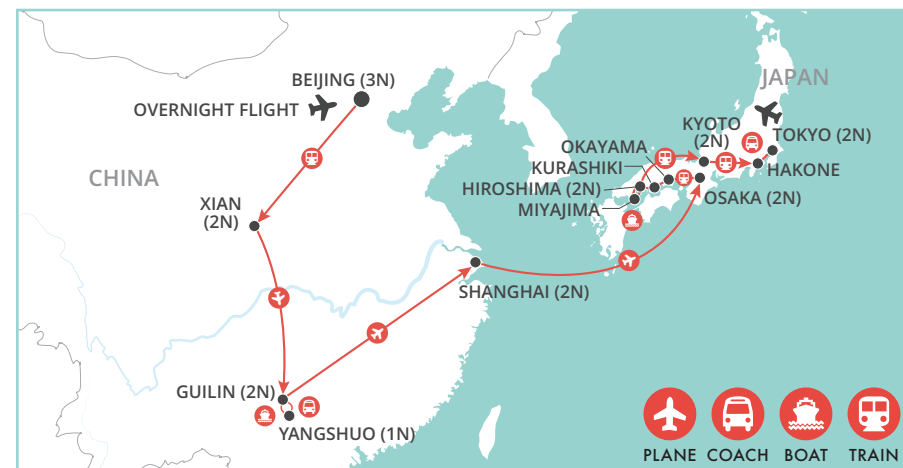 BEIJING (3N)
OVERNIGHT FLIGHT
CHINA
XIAN
(2N)
GUILIN (2N)
YANGSHUO (1N)
SHANGHAI (2N)
JAPAN
KYOTO
(2N)
TOKYO (2N)
OKAYAMA
KURASHIKI
HAKONE
HIROSHIMA (2N)
MIYAJIMA
OSAKA (2N)
PLANE
COACH
BOAT
TRAIN